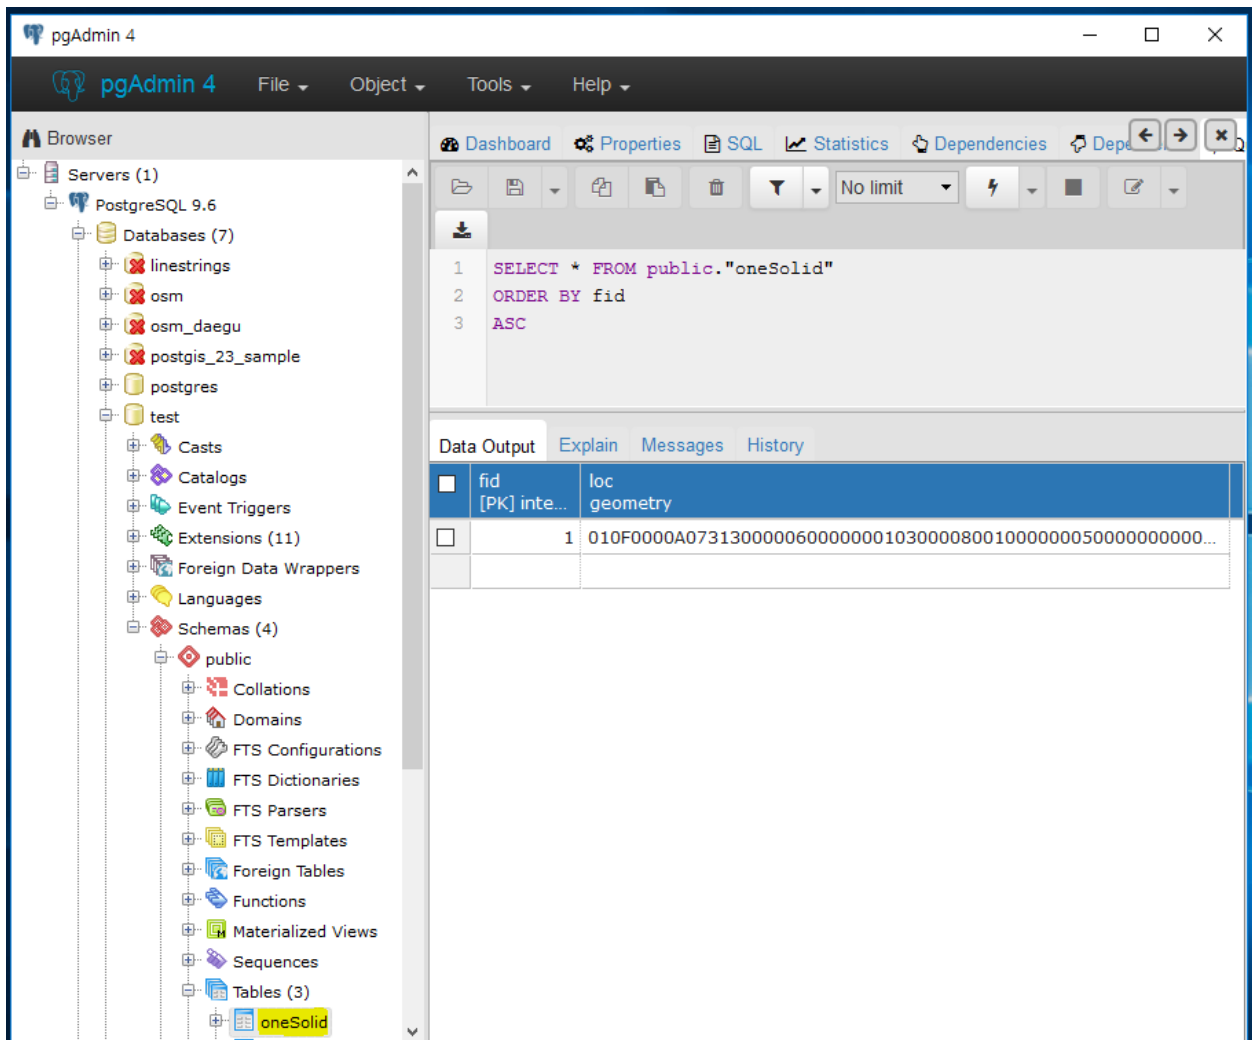 pgAdmin 4
pgAdmin 4 File Object Tools Help
Browser
Servers (1)
PostgreSQL 9.6
Databases (7)
linestrings
osm
osm_daegu
postgis_23_sample
postgres
test
Casts
Catalogs
Event Triggers
Extensions (11)
Foreign Data Wrappers
Languages
Schemas (4)
public
Collations
Domains
FTS Configurations
FTS Dictionaries
FTS Parsers
FTS Templates
Foreign Tables
Functions
Materialized Views
Sequences
Tables (3)
oneSolid
Dashboard Properties SQL Statistics Dependencies Depe
No limit
1 SELECT * FROM public."oneSolid"
2 ORDER BY fid
3 ASC
Data Output Explain Messages History
fid loc
[PK] inte... geometry
1 010F0000A0731300000600000001030000800100000005000000000000...